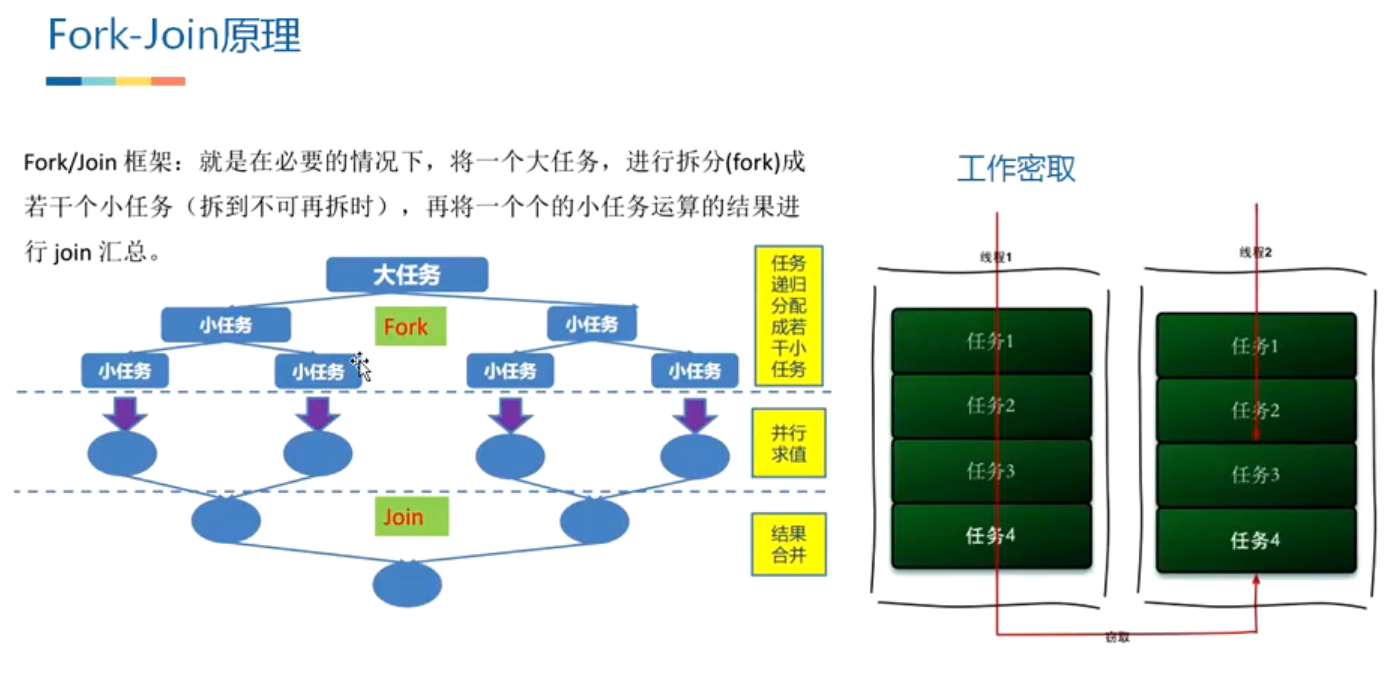 Fork-Join原理
Fork/Join 框架：就是在必要的情况下，将一个大任务，进行拆分(fork)成
若干个小任务（拆到不可再拆时），再将一个个的小任务运算的结果进
行 join 汇总。
大任务
小任务
Fork
小任务
小任务
小任务
小任务
小任务
任务
递归
分配
成若
干小
任务
并行
求值
Join
结果
合并
工作密取
线程1
任务1
任务2
任务3
任务4
线程2
任务1
任务2
任务3
任务4
窃取